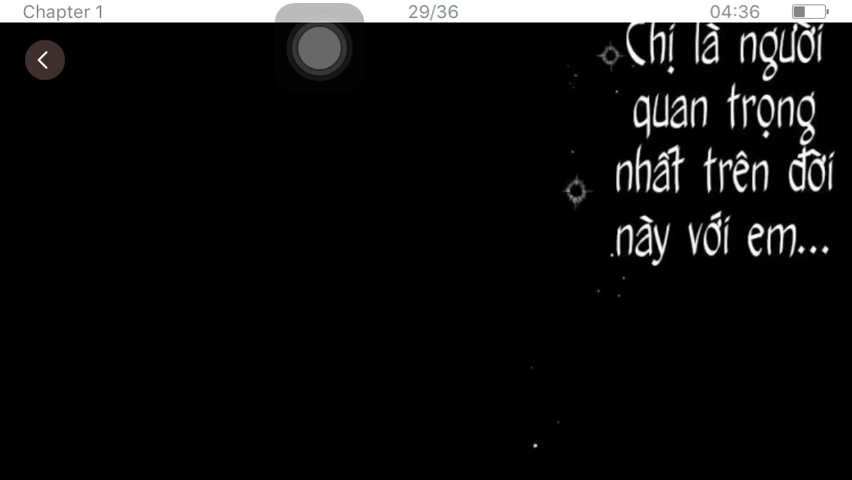 Chapter 1
29/36
04:36
Chị là người
quan trọng
nhất trên đời
này với em...